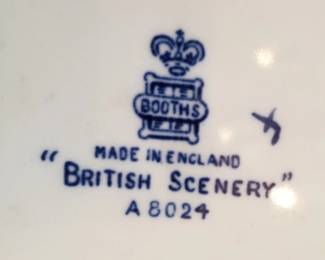 BOOTHS
MADE IN ENGLAND
"BRITISH SCENERY"
A 8024